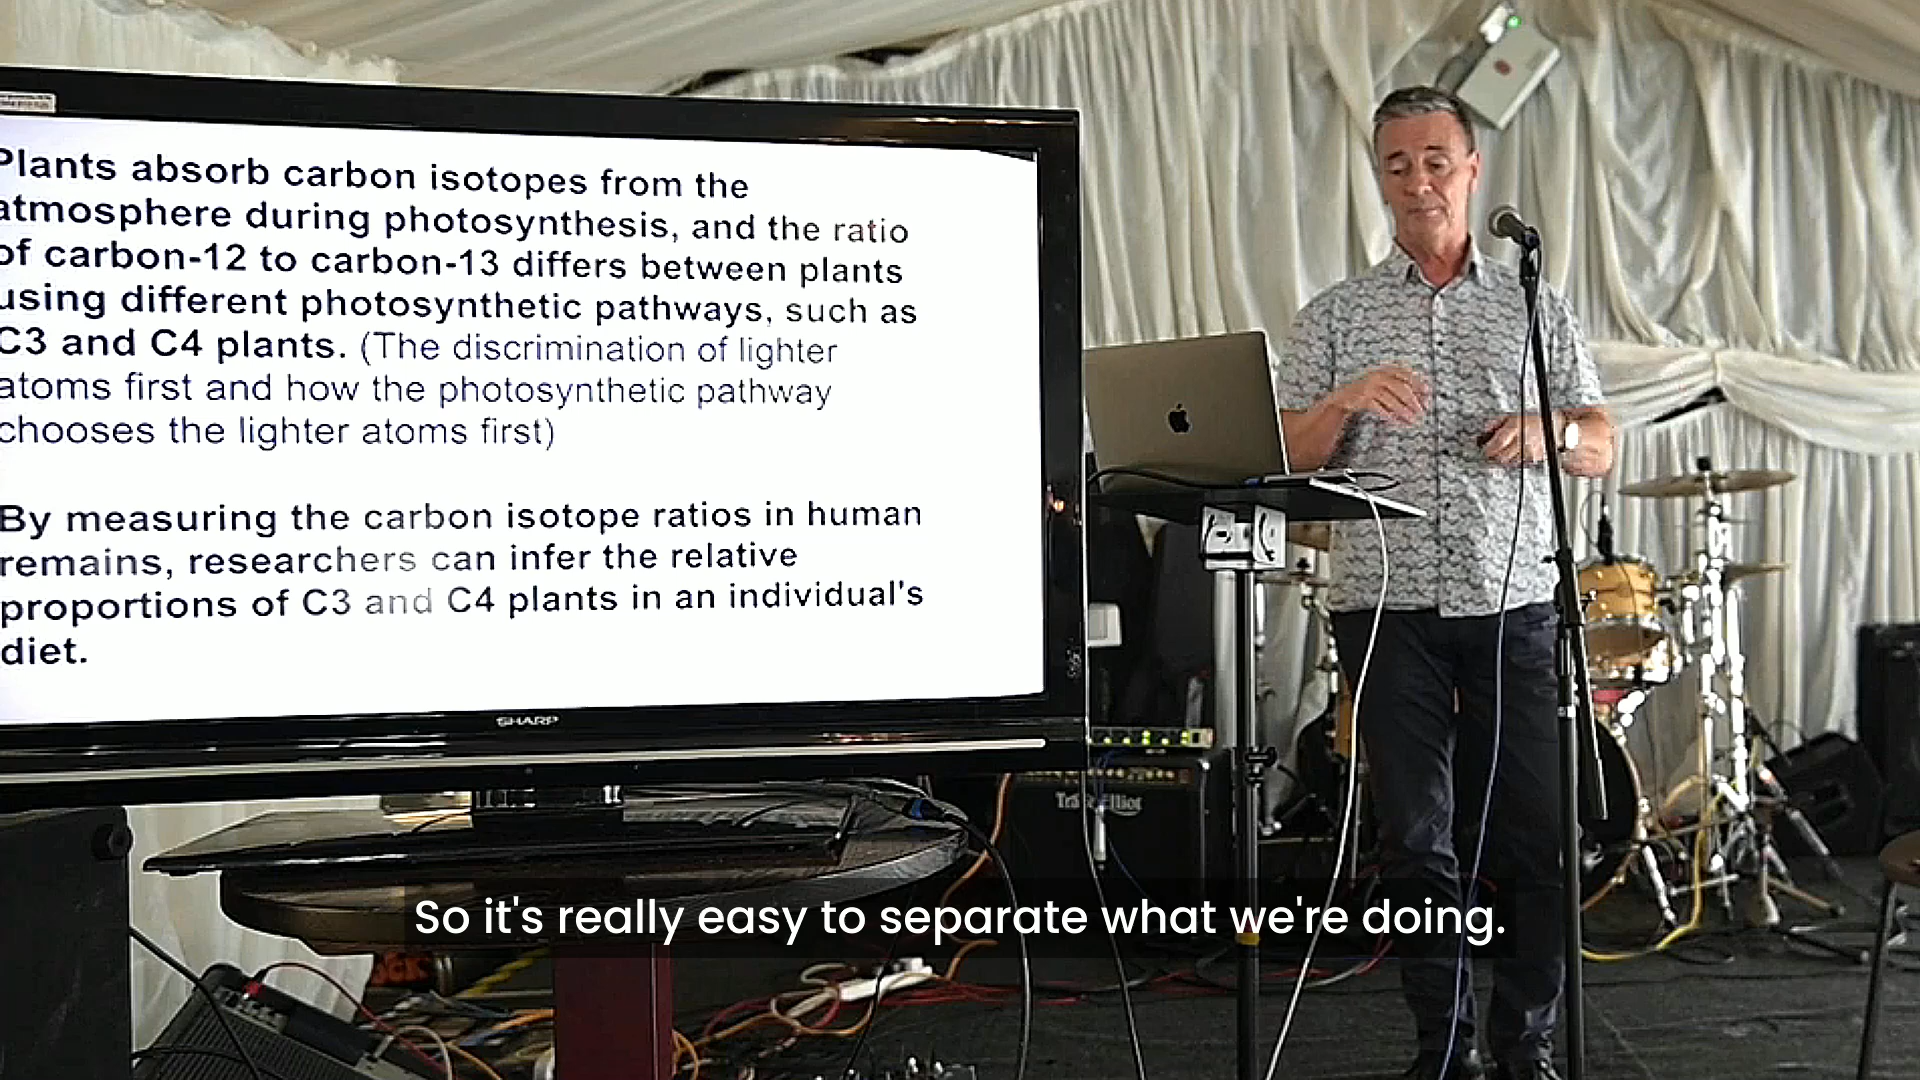 Plants absorb carbon isotopes from the
atmosphere during photosynthesis, and the ratio
of carbon-12 to carbon-13 differs between plants
using different photosynthetic pathways, such as
C3 and C4 plants. (The discrimination of lighter
atoms first and how the photosynthetic pathway
chooses the lighter atoms first)
By measuring the carbon isotope ratios in human
remains, researchers can infer the relative
proportions of C3 and C4 plants in an individual's
diet.
SHARP
So it's really easy to separate what we're doing.